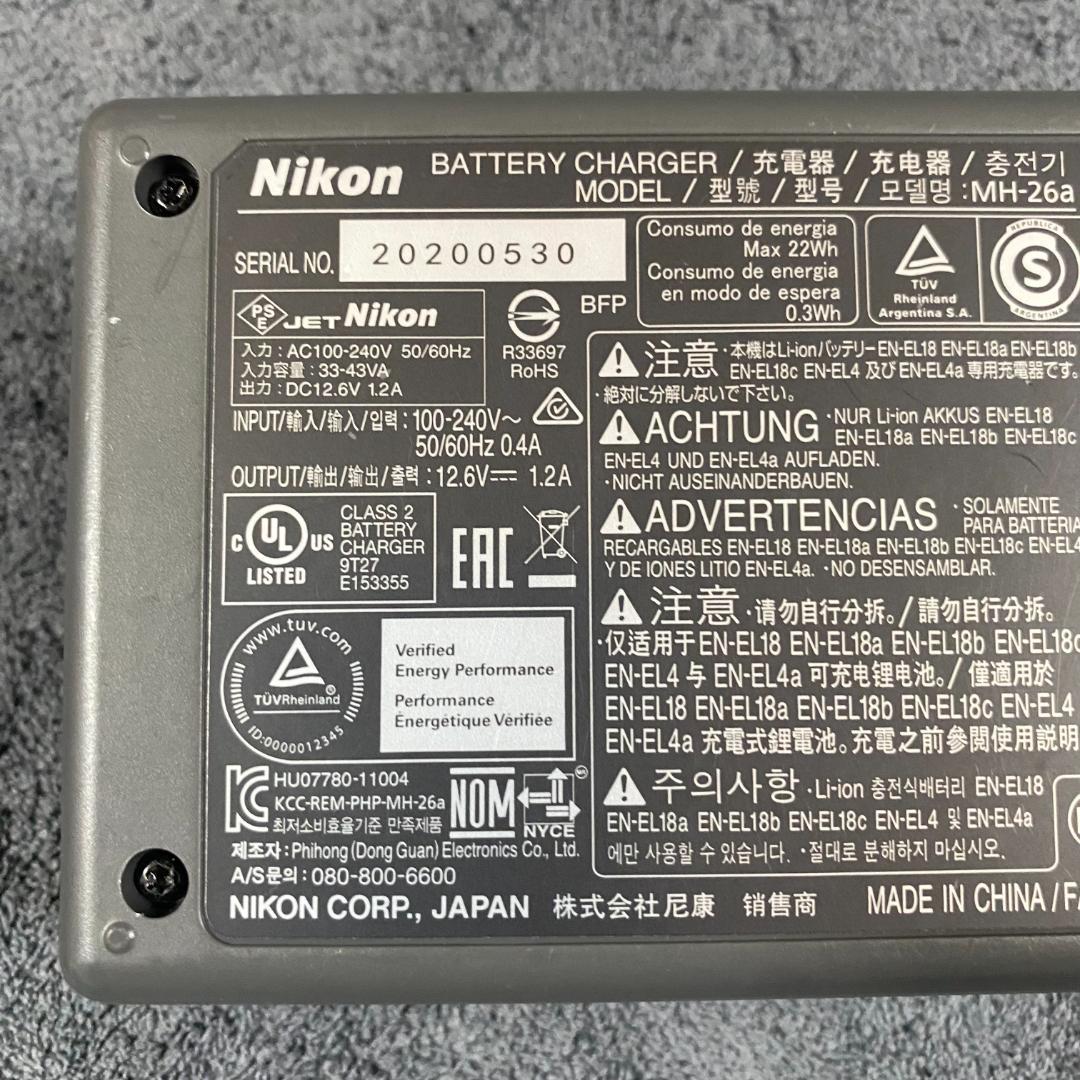 Nikon
BATTERY CHARGER / 充電器 / 充电器 / 충전기
MODEL / 型號 / 型号 / 모델명 : MH-26a
SERIAL NO. 20200530
Consumo de energia
Max 22Wh
Consumo de energia
en modo de espera
0.3Wh
TÜV
Rheinland
Argentina S.A.
REPUBLICA
S
ARGENTINA
PS
E
JET Nikon
入力 : AC100-240V 50/60Hz
入力容量 : 33-43VA
出力 : DC12.6V 1.2A
R33697
RoHS
BFP
INPUT/輸入/输入/입력 : 100-240V~
50/60Hz 0.4A
OUTPUT/輸出/输出/출력 : 12.6V⎓ 1.2A
C UL US
LISTED
CLASS 2
BATTERY
CHARGER
9T27
E153355
EAC
www.tuv.com
TÜVRheinland
ID:0000012345
Verified
Energy Performance
Performance
Énergétique Vérifiée
HU07780-11004
KCC-REM-PHP-MH-26a
최저소비효율기준 만족제품
NOM
NYCE
제조자 : Phihong (Dong Guan) Electronics Co., Ltd.
A/S문의 : 080-800-6600
NIKON CORP., JAPAN 株式会社尼康 销售商 MADE IN CHINA /
注意 ・本機はLi-ionバッテリーEN-EL18 EN-EL18a EN-EL18b
EN-EL18c EN-EL4 及びEN-EL4a 専用充電器です。
・絶対に分解しないで下さい。
ACHTUNG ・NUR Li-ion AKKUS EN-EL18
EN-EL18a EN-EL18b EN-EL18c
EN-EL4 UND EN-EL4a AUFLADEN.
・NICHT AUSEINANDERBAUEN.
ADVERTENCIAS ・SOLAMENTE
PARA BATTERIA
RECARGABLES EN-EL18 EN-EL18a EN-EL18b EN-EL18c EN-EL4
Y DE IONES LITIO EN-EL4a. ・NO DESENSAMBLAR.
注意 ・请勿自行分拆。/ 請勿自行分拆。
・仅适用于EN-EL18 EN-EL18a EN-EL18b EN-EL18c
EN-EL4 与 EN-EL4a 可充电锂电池。/ 僅適用於
EN-EL18 EN-EL18a EN-EL18b EN-EL18c EN-EL4
EN-EL4a 充電式鋰電池。充電之前參閱使用説明
주의사항 ・Li-ion 충전식배터리 EN-EL18
EN-EL18a EN-EL18b EN-EL18c EN-EL4 및 EN-EL4a
에만 사용할 수 있습니다. ・절대로 분해하지 마십시오.